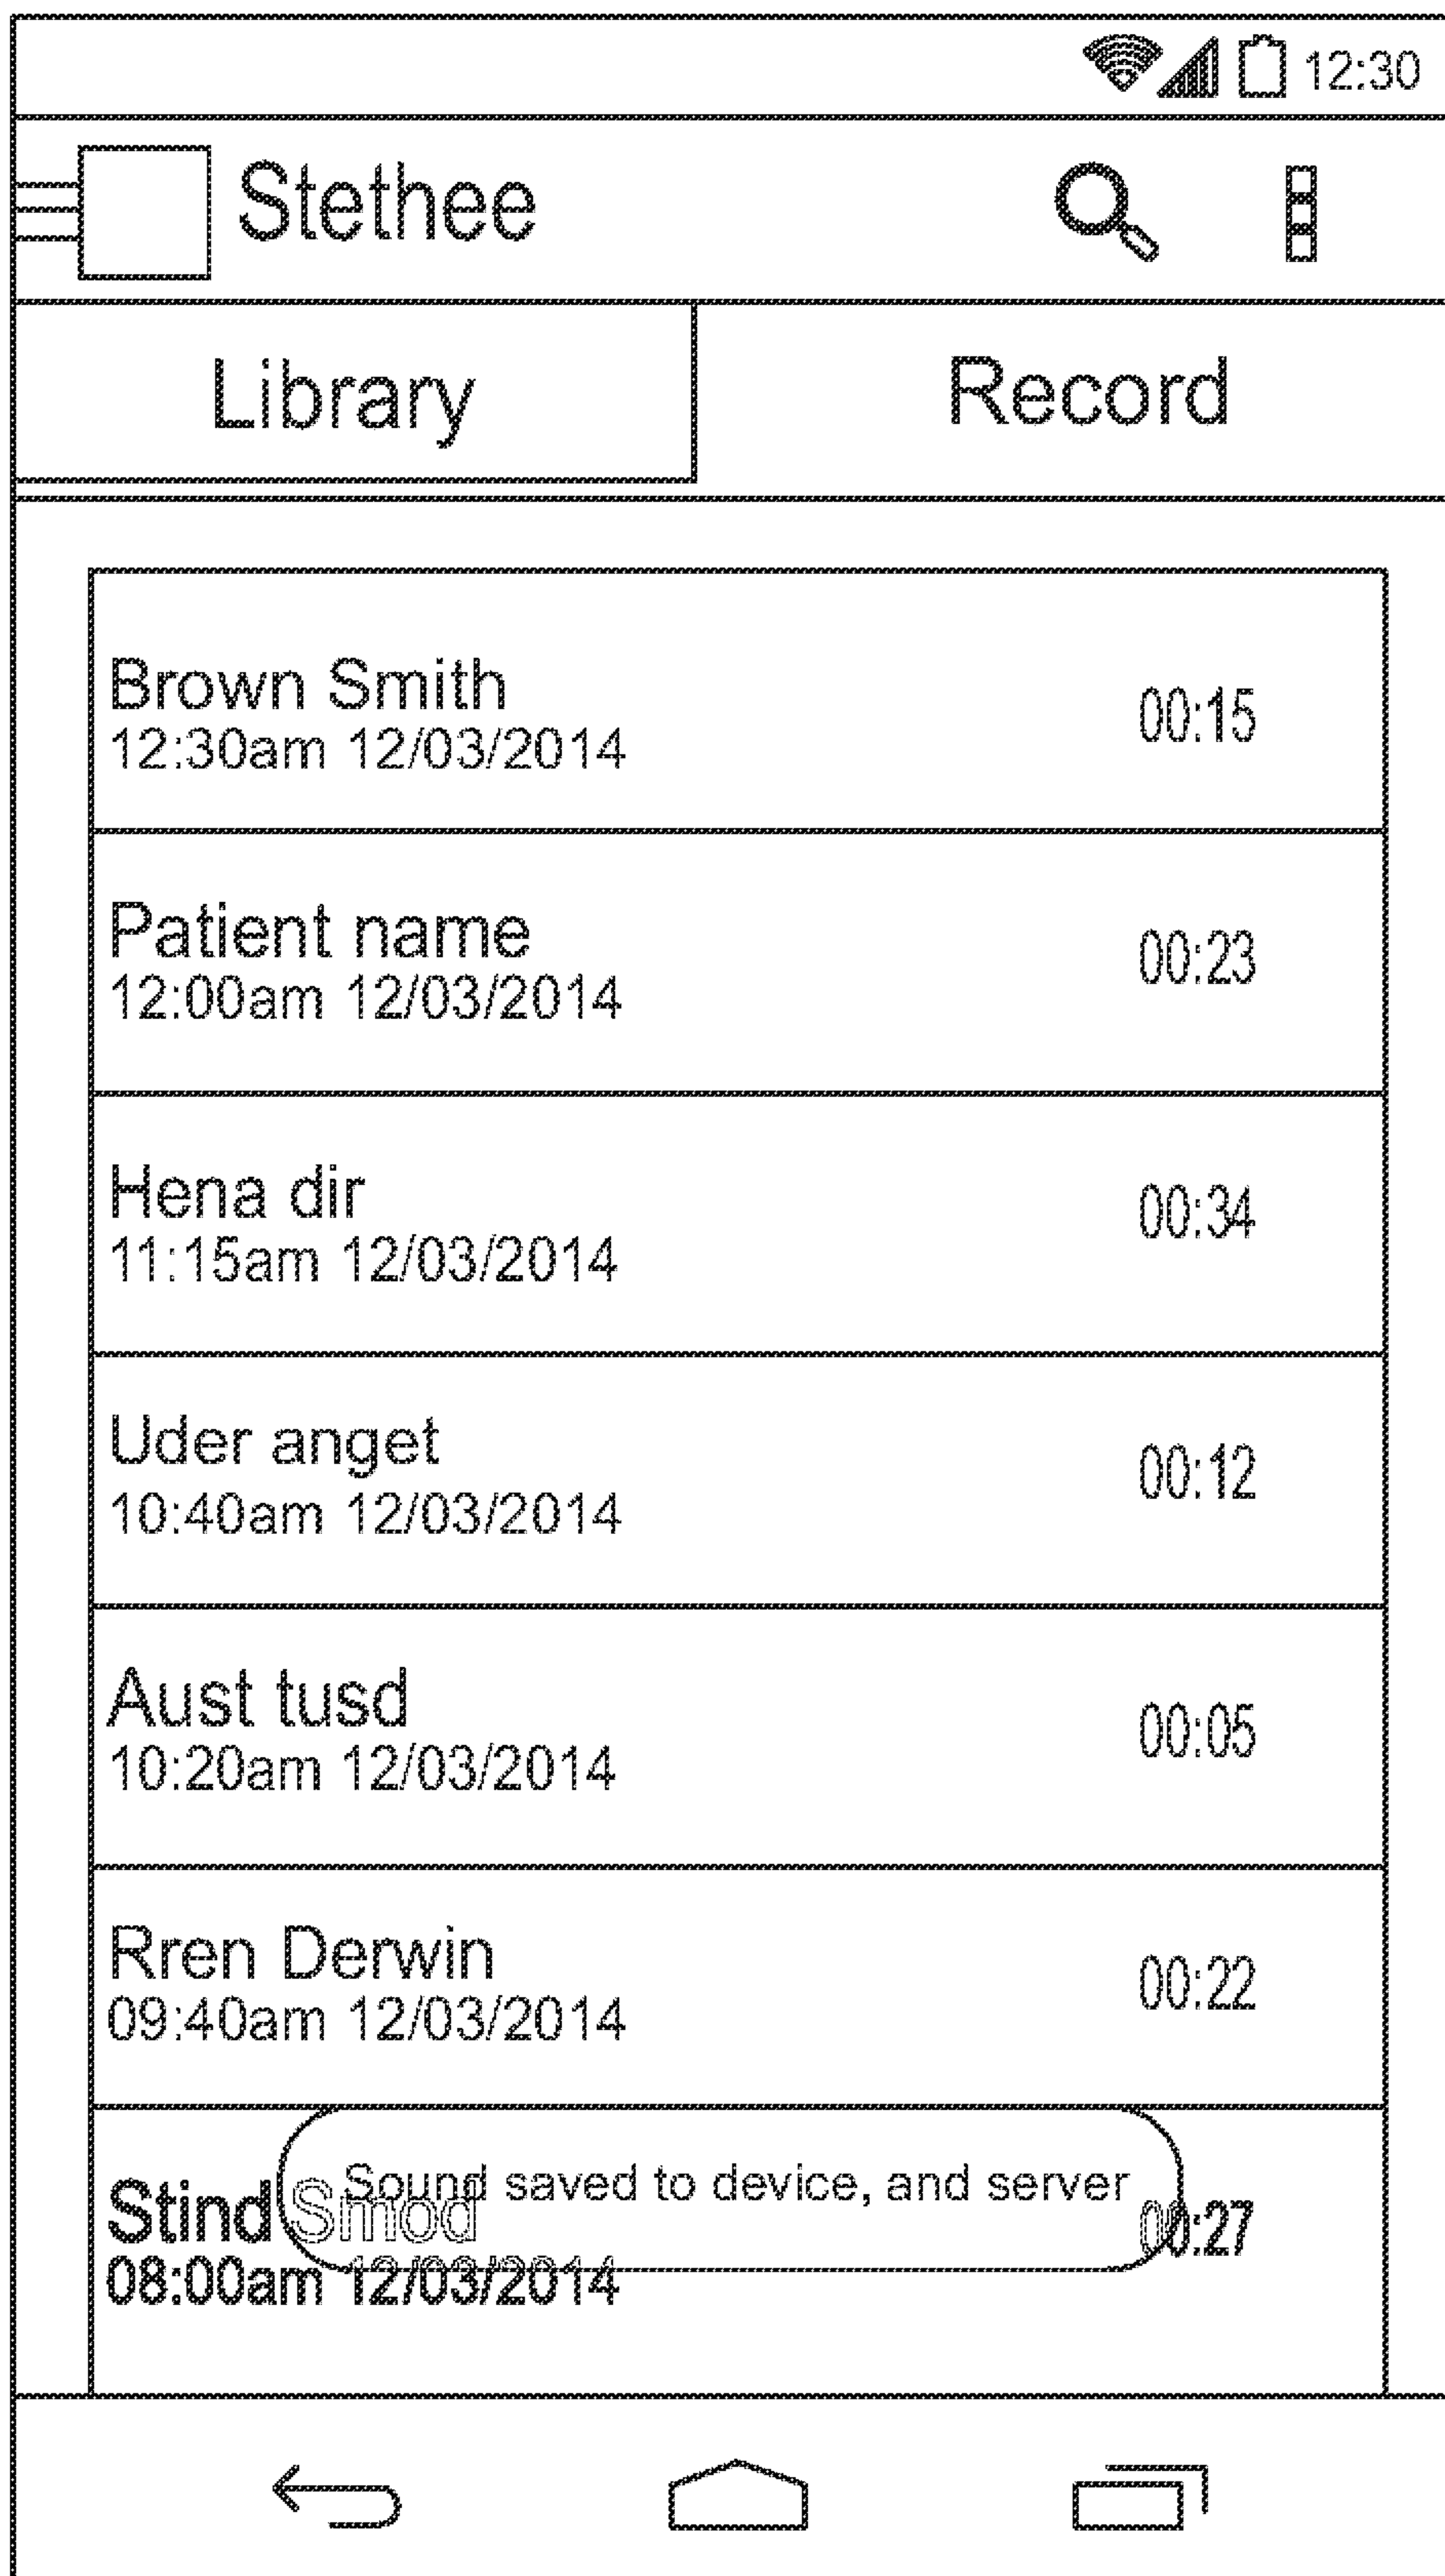 12:30
Stethee
Library
Record
Brown Smith
00:15
12:30am 12/03/2014
Patient name
00:23
12:00am 12/03/2014
Hena dir
00:34
11:15am 12/03/2014
Uder anget
00:12
10:40am 12/03/2014
Aust tusd
00:05
10:20am 12/03/2014
Rren Derwin
00:22
09:40am 12/03/2014
Sound saved to device, and server
Stind Smod
00:27
08:00am 12/03/2014